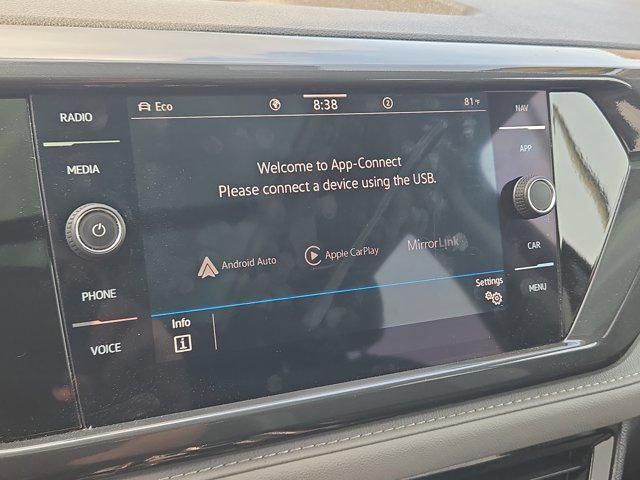 RADIO
MEDIA
PHONE
VOICE
Eco
8:38
2
81°F
Welcome to App-Connect
Please connect a device using the USB.
Android Auto
Apple CarPlay
MirrorLink
Info
i
Settings
NAV
APP
CAR
MENU